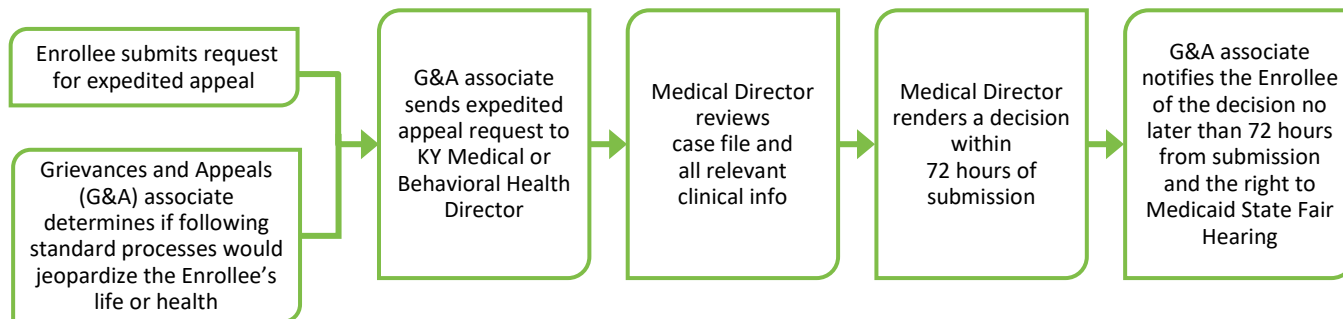 Enrollee submits request
for expedited appeal
Grievances and Appeals
(G&A) associate
determines if following
standard processes would
jeopardize the Enrollee’s
life or health
G&A associate
sends expedited
appeal request to
KY Medical or
Behavioral Health
Director
Medical Director
reviews
case file and
all relevant
clinical info
Medical Director
renders a decision
within
72 hours of
submission
G&A associate
notifies the Enrollee
of the decision no
later than 72 hours
from submission
and the right to
Medicaid State Fair
Hearing